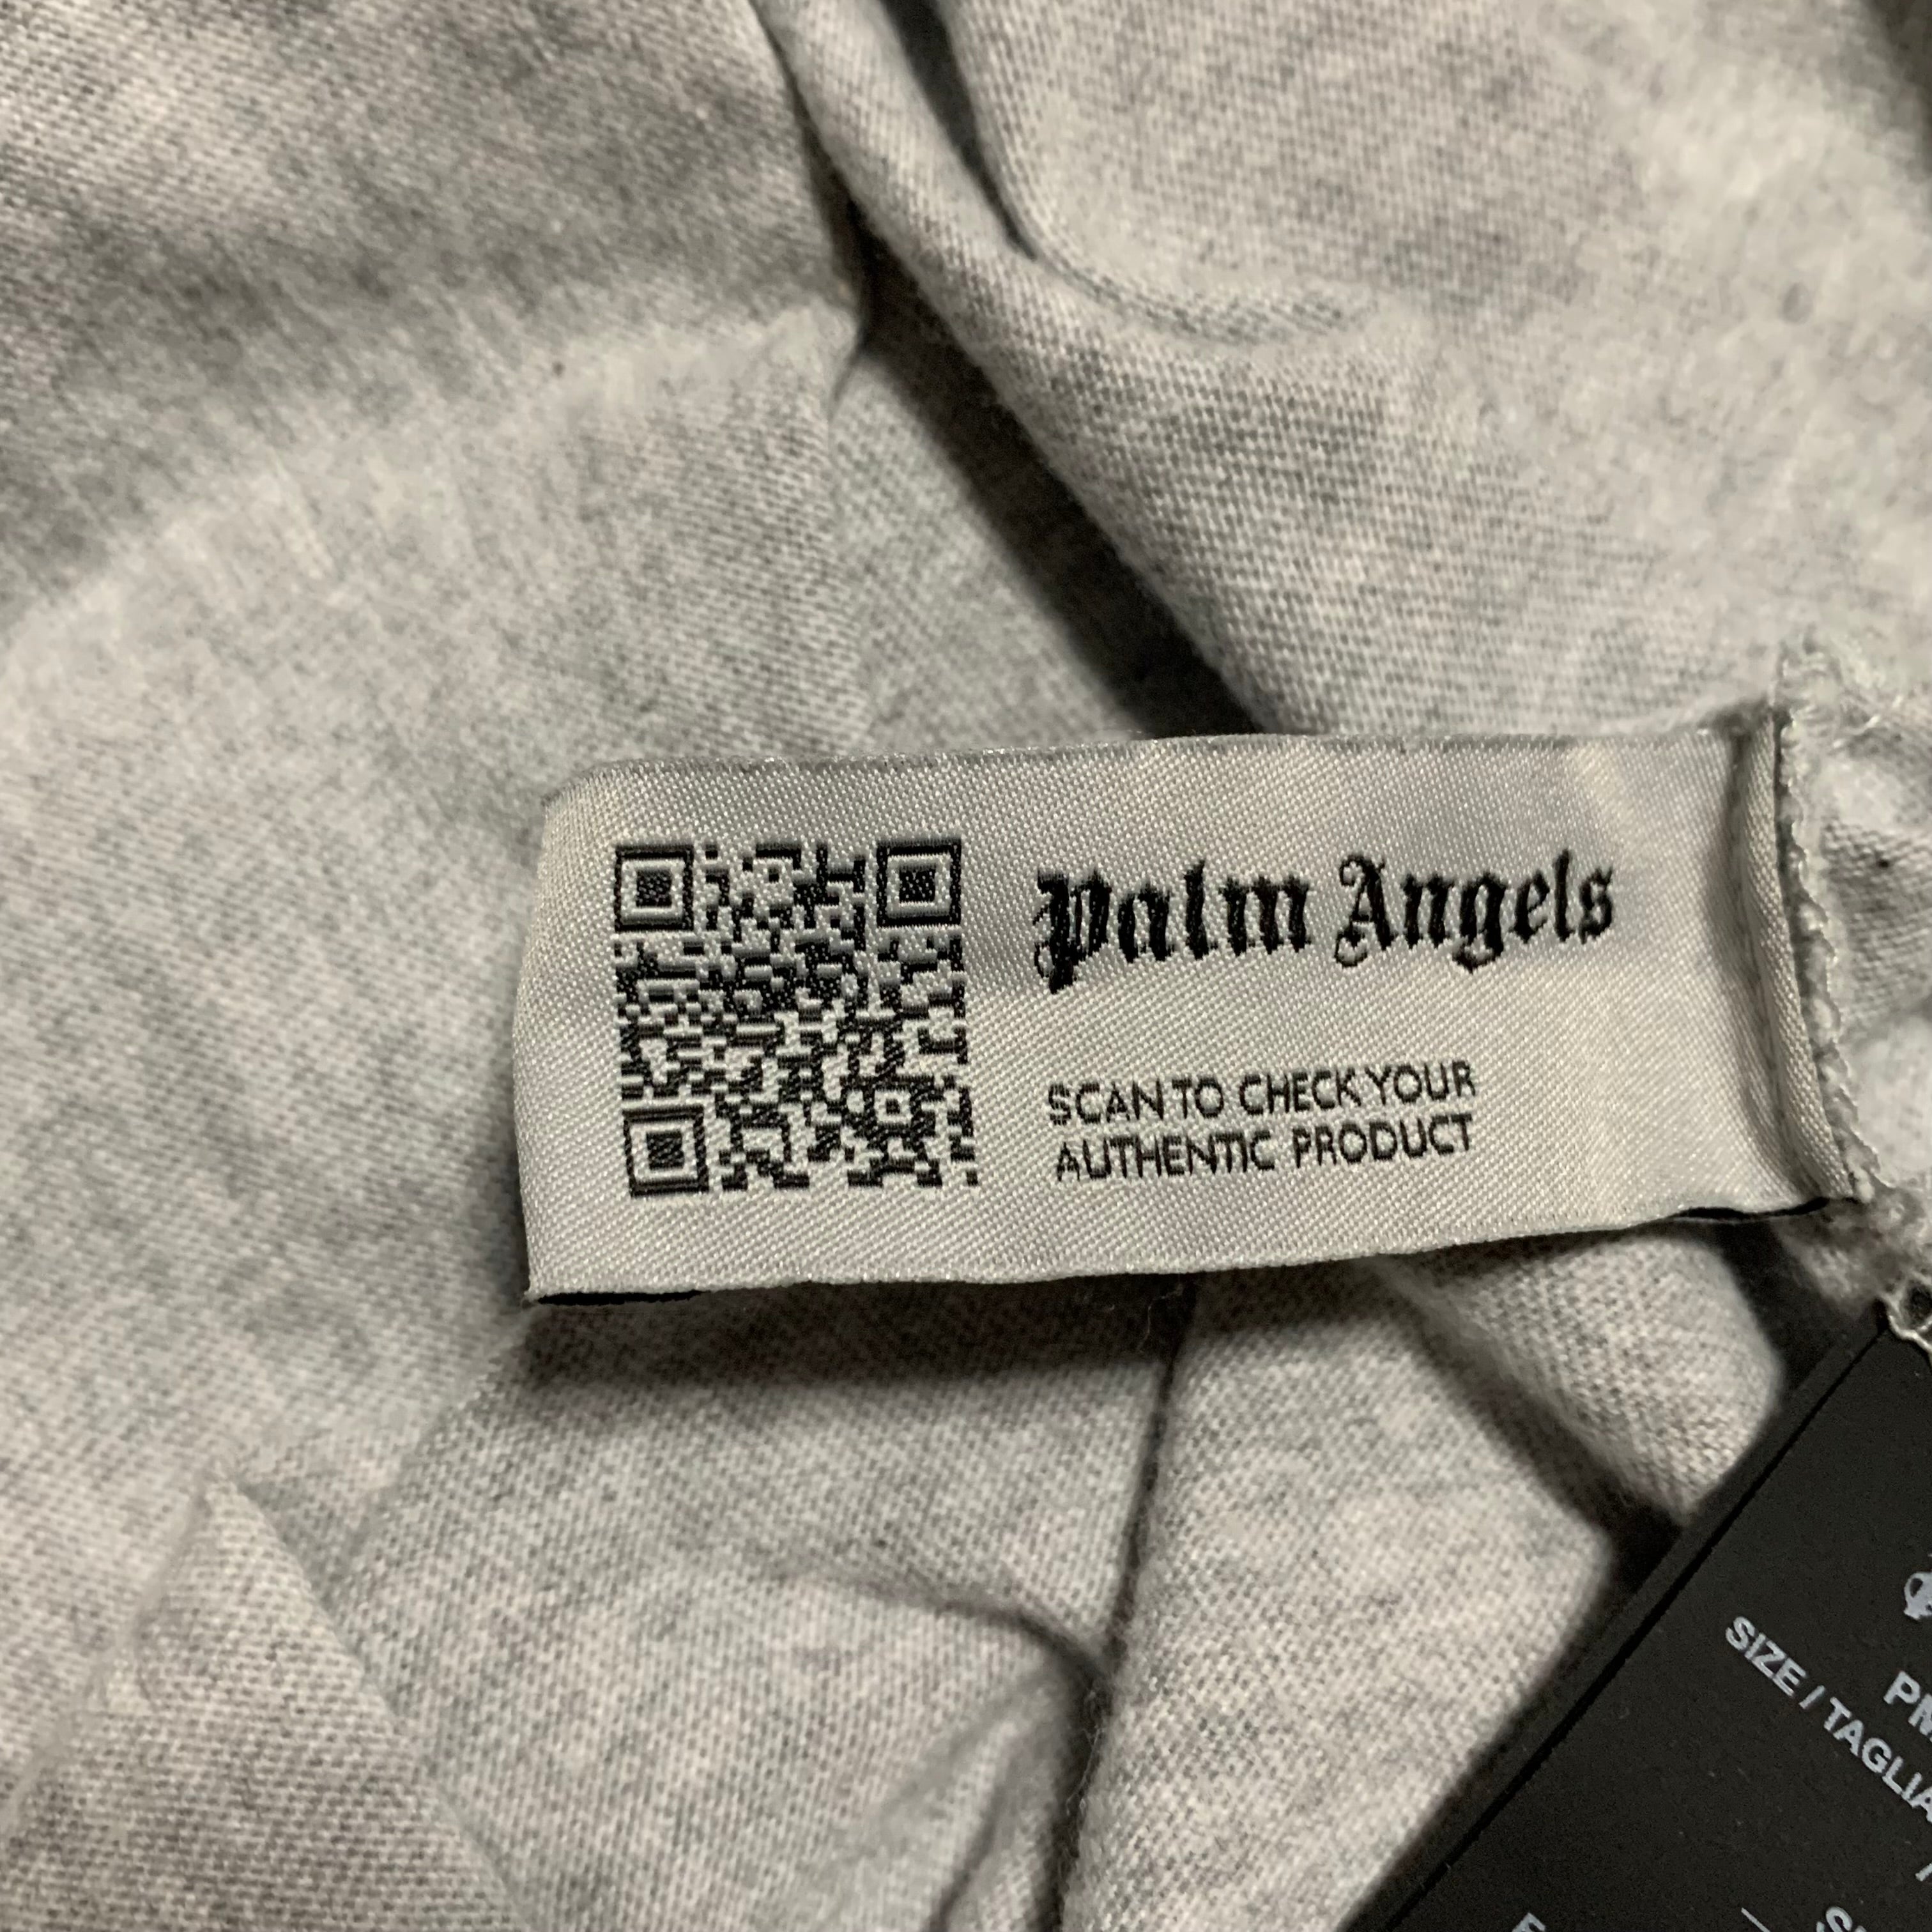 Palm Angels
SCAN TO CHECK YOUR
AUTHENTIC PRODUCT
SIZE / TAGLIA